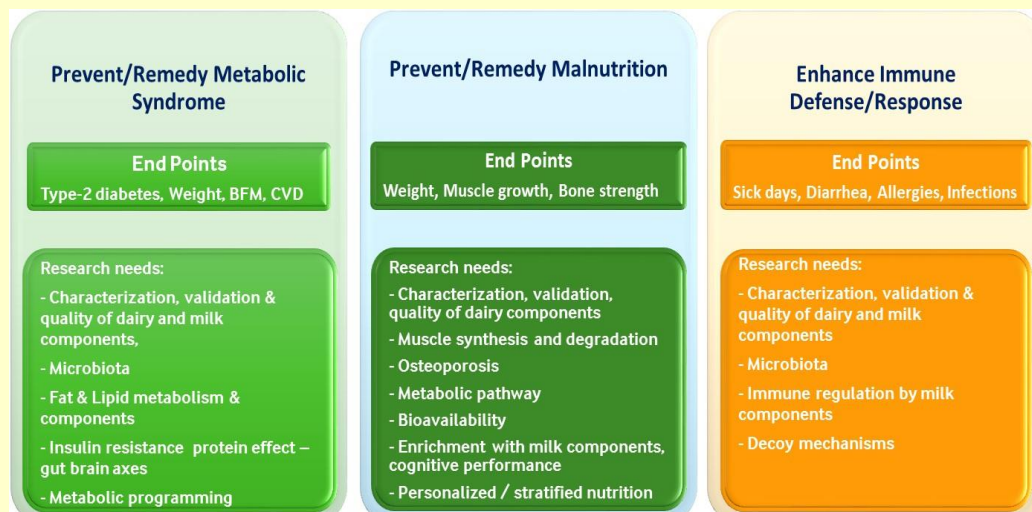 Prevent/Remedy Metabolic
Syndrome
End Points
Type-2 diabetes, Weight, BFM, CVD
Research needs:
- Characterization, validation &
quality of dairy and milk
components,
- Microbiota
- Fat & Lipid metabolism &
components
- Insulin resistance protein effect –
gut brain axes
- Metabolic programming
Prevent/Remedy Malnutrition
End Points
Weight, Muscle growth, Bone strength
Research needs:
- Characterization, validation,
quality of dairy components
- Muscle synthesis and degradation
- Osteoporosis
- Metabolic pathway
- Bioavailability
- Enrichment with milk components,
cognitive performance
- Personalized / stratified nutrition
Enhance Immune
Defense/Response
End Points
Sick days, Diarrhea, Allergies, Infections
Research needs:
- Characterization, validation &
quality of dairy and milk
components
- Microbiota
- Immune regulation by milk
components
- Decoy mechanisms